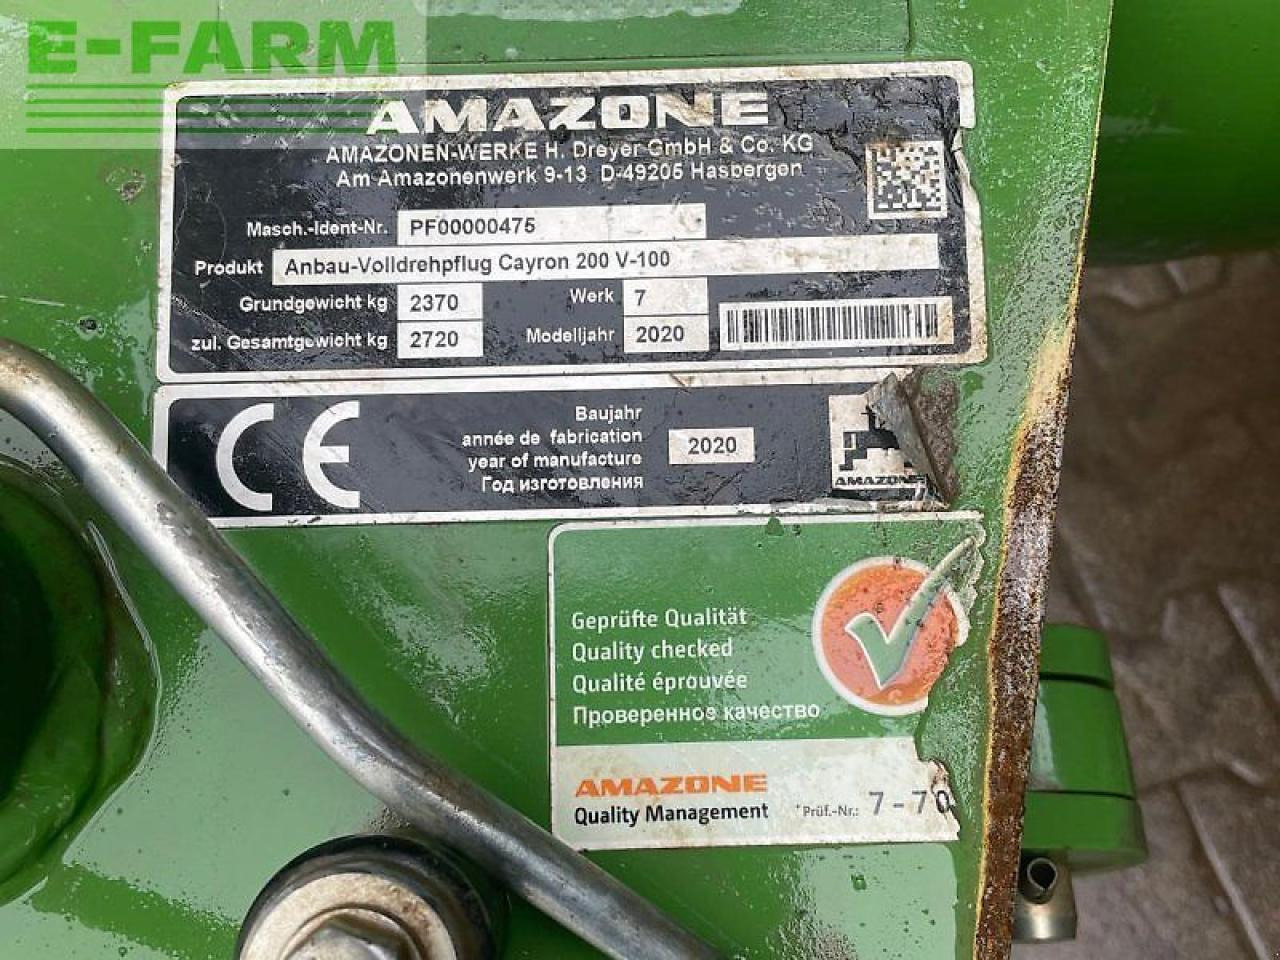 E-FARM
AMAZONE
AMAZONEN-WERKE H. Dreyer GmbH & Co. KG
Am Amazonenwerk 9-13 D-49205 Hasbergen
Masch.-Ident-Nr. PF00000475
Produkt Anbau-Volldrehpflug Cayron 200 V-100
Grundgewicht kg 2370 Werk 7
zul. Gesamtgewicht kg 2720 Modelljahr 2020
CE
Baujahr
année de fabrication
year of manufacture
Год изготовления
2020
AMAZONE
Geprüfte Qualität
Quality checked
Qualité éprouvée
Проверенное качество
AMAZONE
Quality Management
*Prüf.-Nr.: 7-70